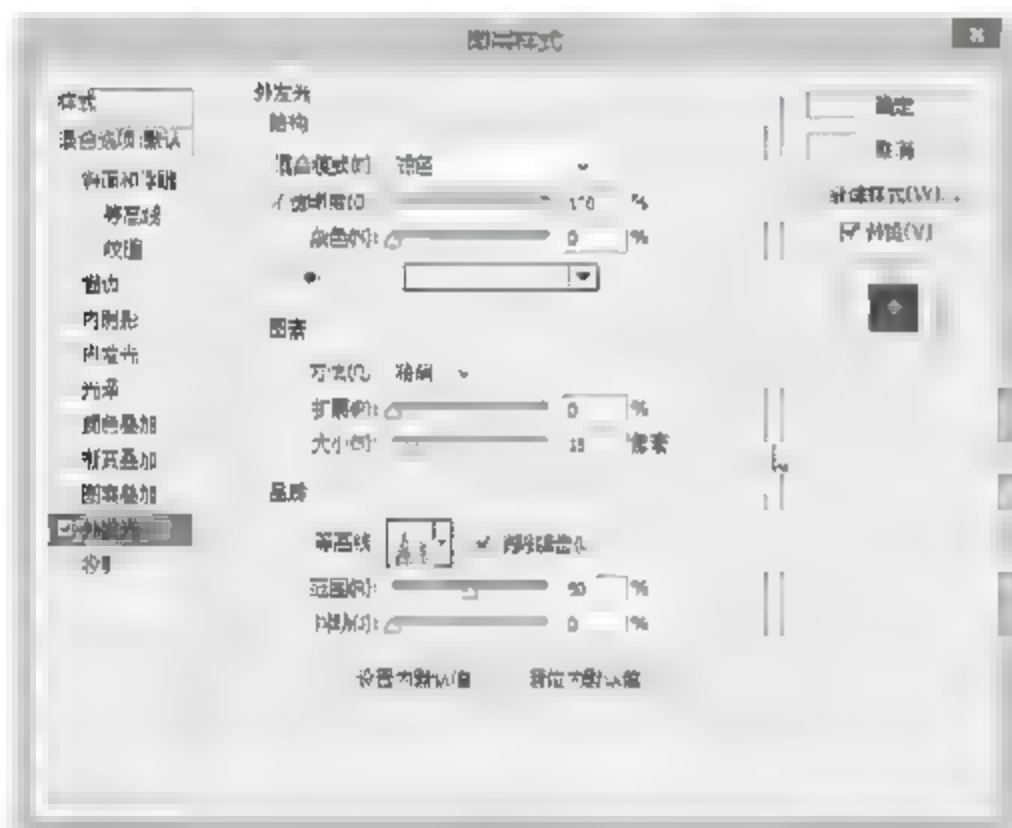 图层样式
样式
混合选项:默认
斜面和浮雕
等高线
纹理
描边
内阴影
内发光
光泽
颜色叠加
渐变叠加
图案叠加
外发光
投影
外发光
结构
混合模式(E): 滤色
不透明度(O): %
杂色(N): 0 %
图素
方法(Q): 柔和
扩展(P): 0 %
大小(S): 像素
品质
等高线: 消除锯齿(L)
范围(R): 50 %
抖动(J): 0 %
设置为默认值 复位为默认值
确定
取消
新建样式(W)...
预览(V)